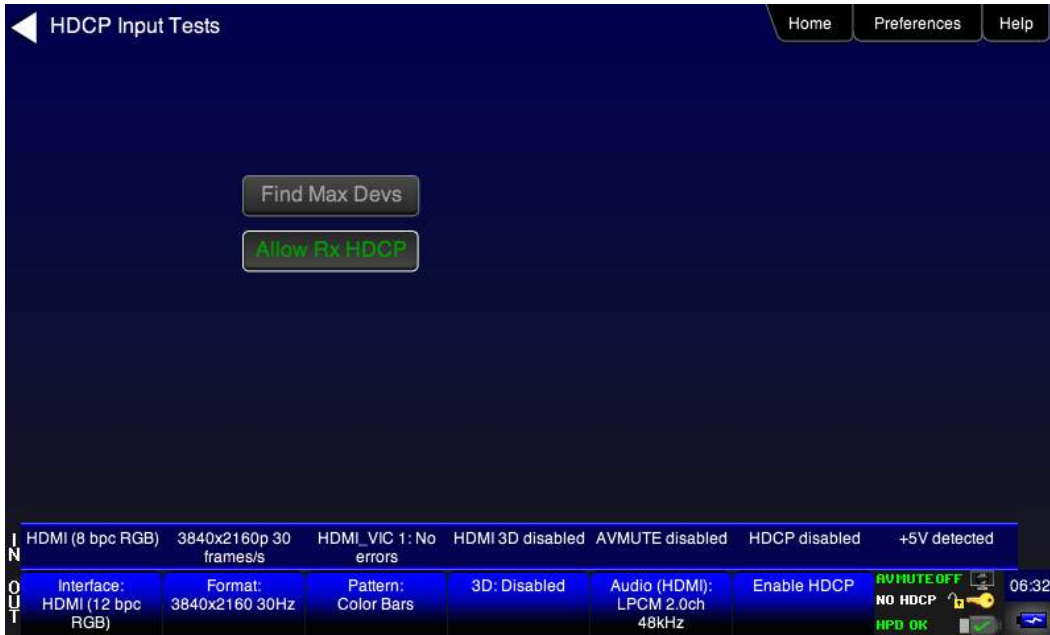 HDCP Input Tests
Home
Preferences
Help
Find Max Devs
Allow Rx HDCP
IN
HDMI (8 bpc RGB)
3840x2160p 30
frames/s
HDMI_VIC 1: No
errors
HDMI 3D disabled
AVMUTE disabled
HDCP disabled
+5V detected
OUT
Interface:
HDMI (12 bpc
RGB)
Format:
3840x2160 30Hz
Pattern:
Color Bars
3D: Disabled
Audio (HDMI):
LPCM 2.0ch
48kHz
Enable HDCP
AVMUTE OFF
NO HDCP
HPD OK
06:32